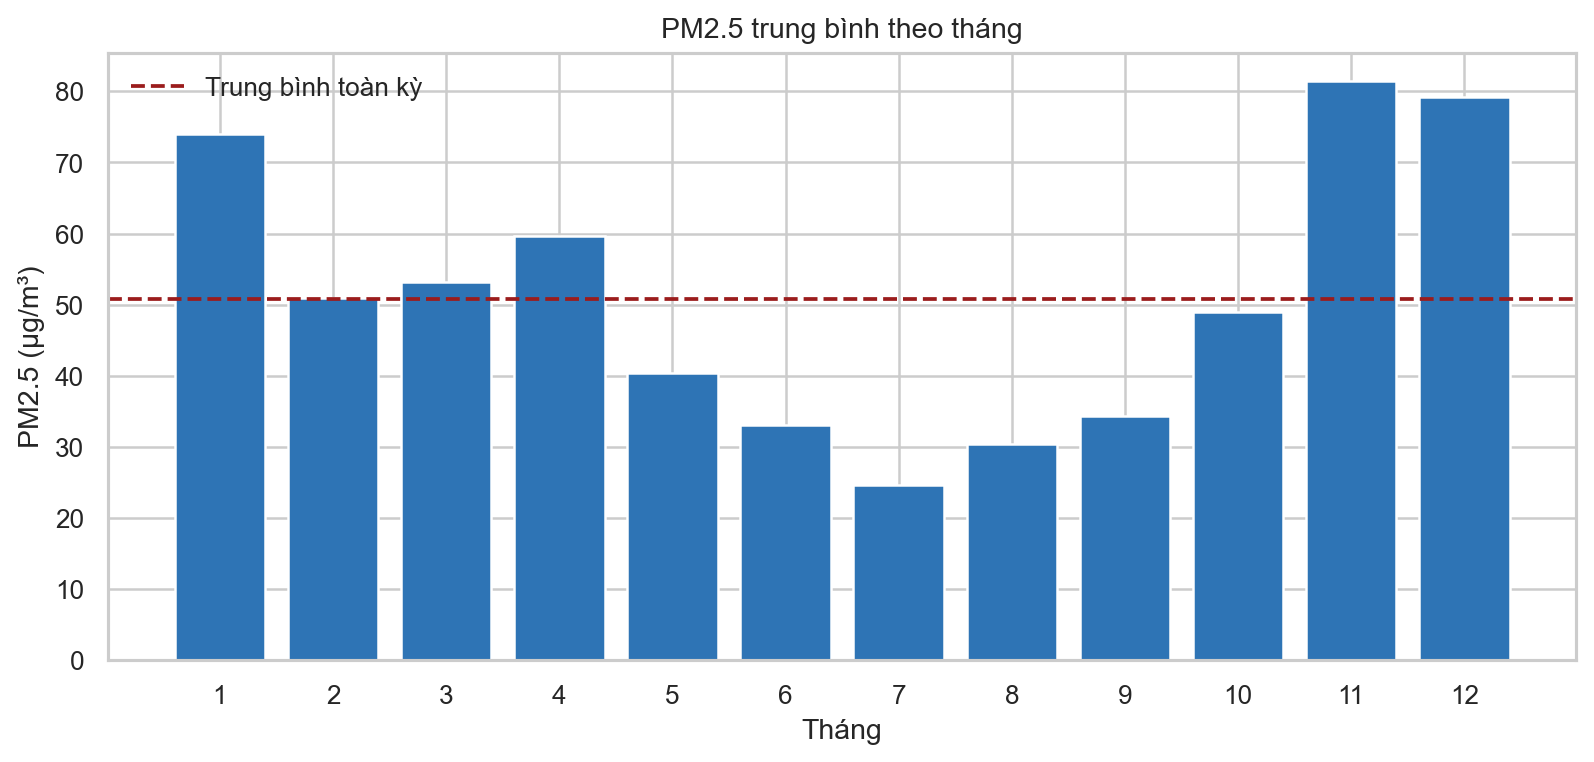 PM2.5 trung bình theo tháng
Trung bình toàn kỳ
PM2.5 (µg/m³)
80
70
60
50
40
30
20
10
0
1 2 3 4 5 6 7 8 9 10 11 12
Tháng